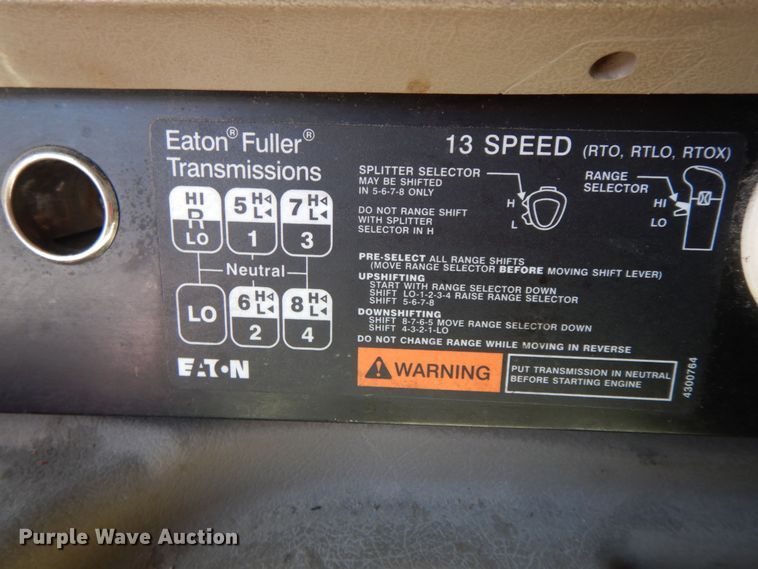 Eaton® Fuller®
Transmissions
13 SPEED (RTO, RTLO, RTOX)
HI
R
LO
5 H
L
1
7 H
L
3
Neutral
LO
6 H
L
2
8 H
L
4
EATON
SPLITTER SELECTOR
MAY BE SHIFTED
IN 5-6-7-8 ONLY
DO NOT RANGE SHIFT
WITH SPLITTER
SELECTOR IN H
H
L
RANGE
SELECTOR
HI
LO
PRE-SELECT ALL RANGE SHIFTS
(MOVE RANGE SELECTOR BEFORE MOVING SHIFT LEVER)
UPSHIFTING
START WITH RANGE SELECTOR DOWN
SHIFT LO-1-2-3-4 RAISE RANGE SELECTOR
SHIFT 5-6-7-8
DOWNSHIFTING
SHIFT 8-7-6-5 MOVE RANGE SELECTOR DOWN
SHIFT 4-3-2-1-LO
DO NOT CHANGE RANGE WHILE MOVING IN REVERSE
WARNING
PUT TRANSMISSION IN NEUTRAL
BEFORE STARTING ENGINE
4300764
Purple Wave Auction